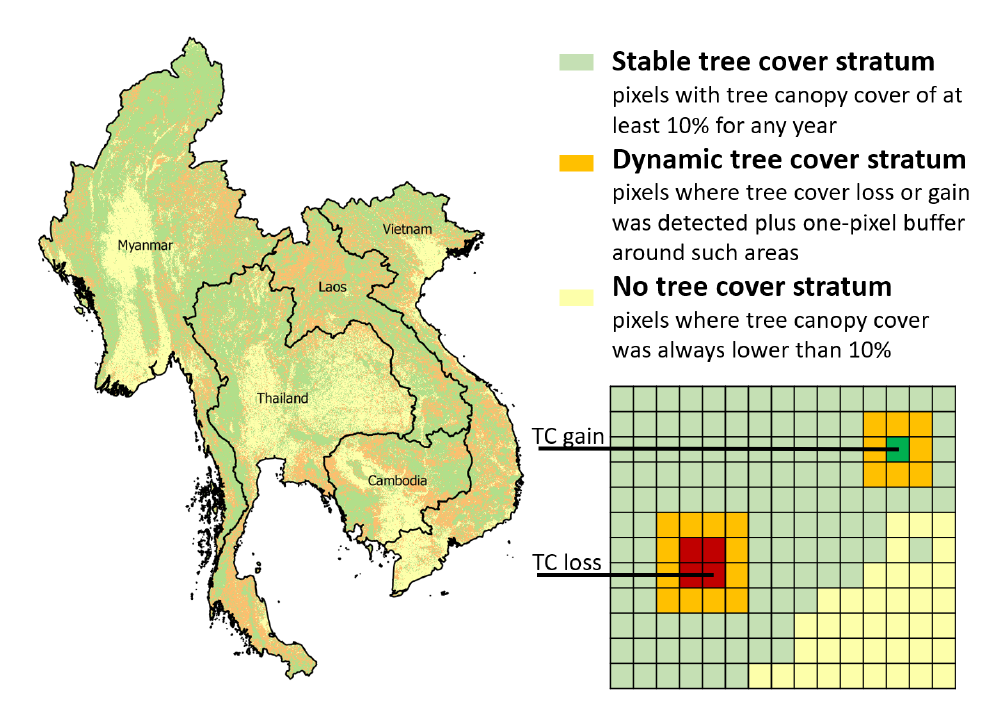 Stable tree cover stratum
pixels with tree canopy cover of at
least 10% for any year
Dynamic tree cover stratum
pixels where tree cover loss or gain
was detected plus one-pixel buffer
around such areas
No tree cover stratum
pixels where tree canopy cover
was always lower than 10%
Myanmar
Vietnam
Laos
Thailand
Cambodia
TC gain
TC loss